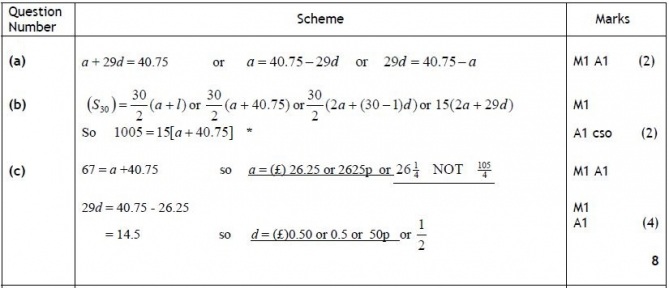 Question Number Scheme Marks
(a) a + 29d = 40.75 or a = 40.75 – 29d or 29d = 40.75 – a M1 A1 (2)
(b) (S₃₀) = 30/2 (a + l) or 30/2 (a + 40.75) or 30/2 (2a + (30 – 1)d) or 15(2a + 29d) M1
So 1005 = 15[a + 40.75] * A1 cso (2)
(c) 67 = a +40.75 so a = (£) 26.25 or 2625p or 26 1/4 NOT 105/4 M1 A1
29d = 40.75 - 26.25 M1
= 14.5 so d = (£)0.50 or 0.5 or 50p or 1/2 A1 (4)
8